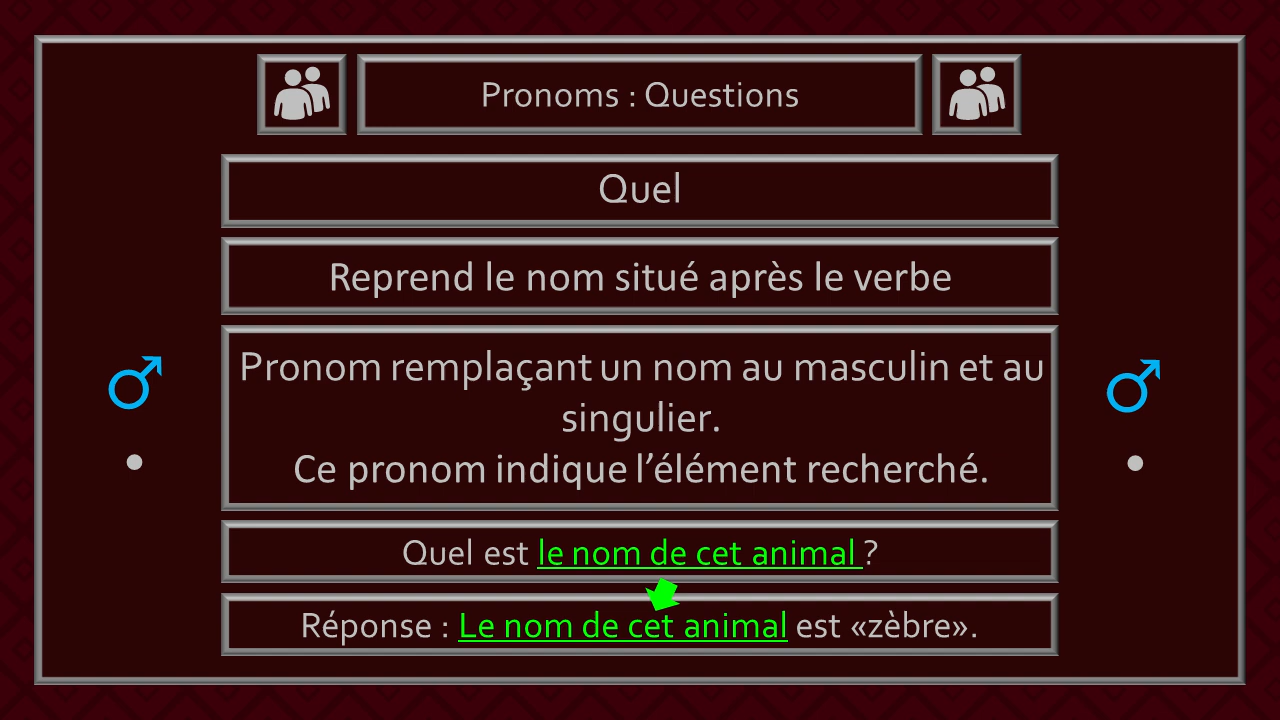 Pronoms : Questions
Quel
Reprend le nom situé après le verbe
Pronom remplaçant un nom au masculin et au
singulier.
Ce pronom indique l’élément recherché.
Quel est le nom de cet animal ?
Réponse : Le nom de cet animal est «zèbre».